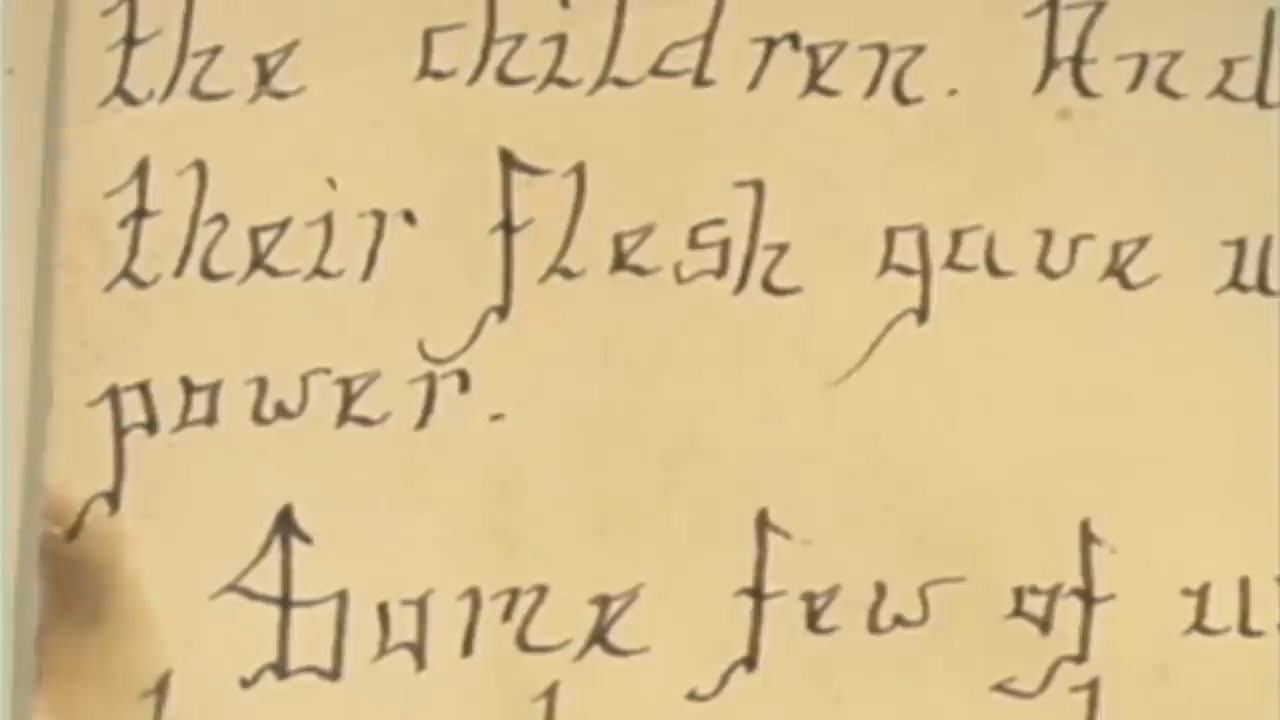 the children. And
their flesh gave u
power.
Some few of u